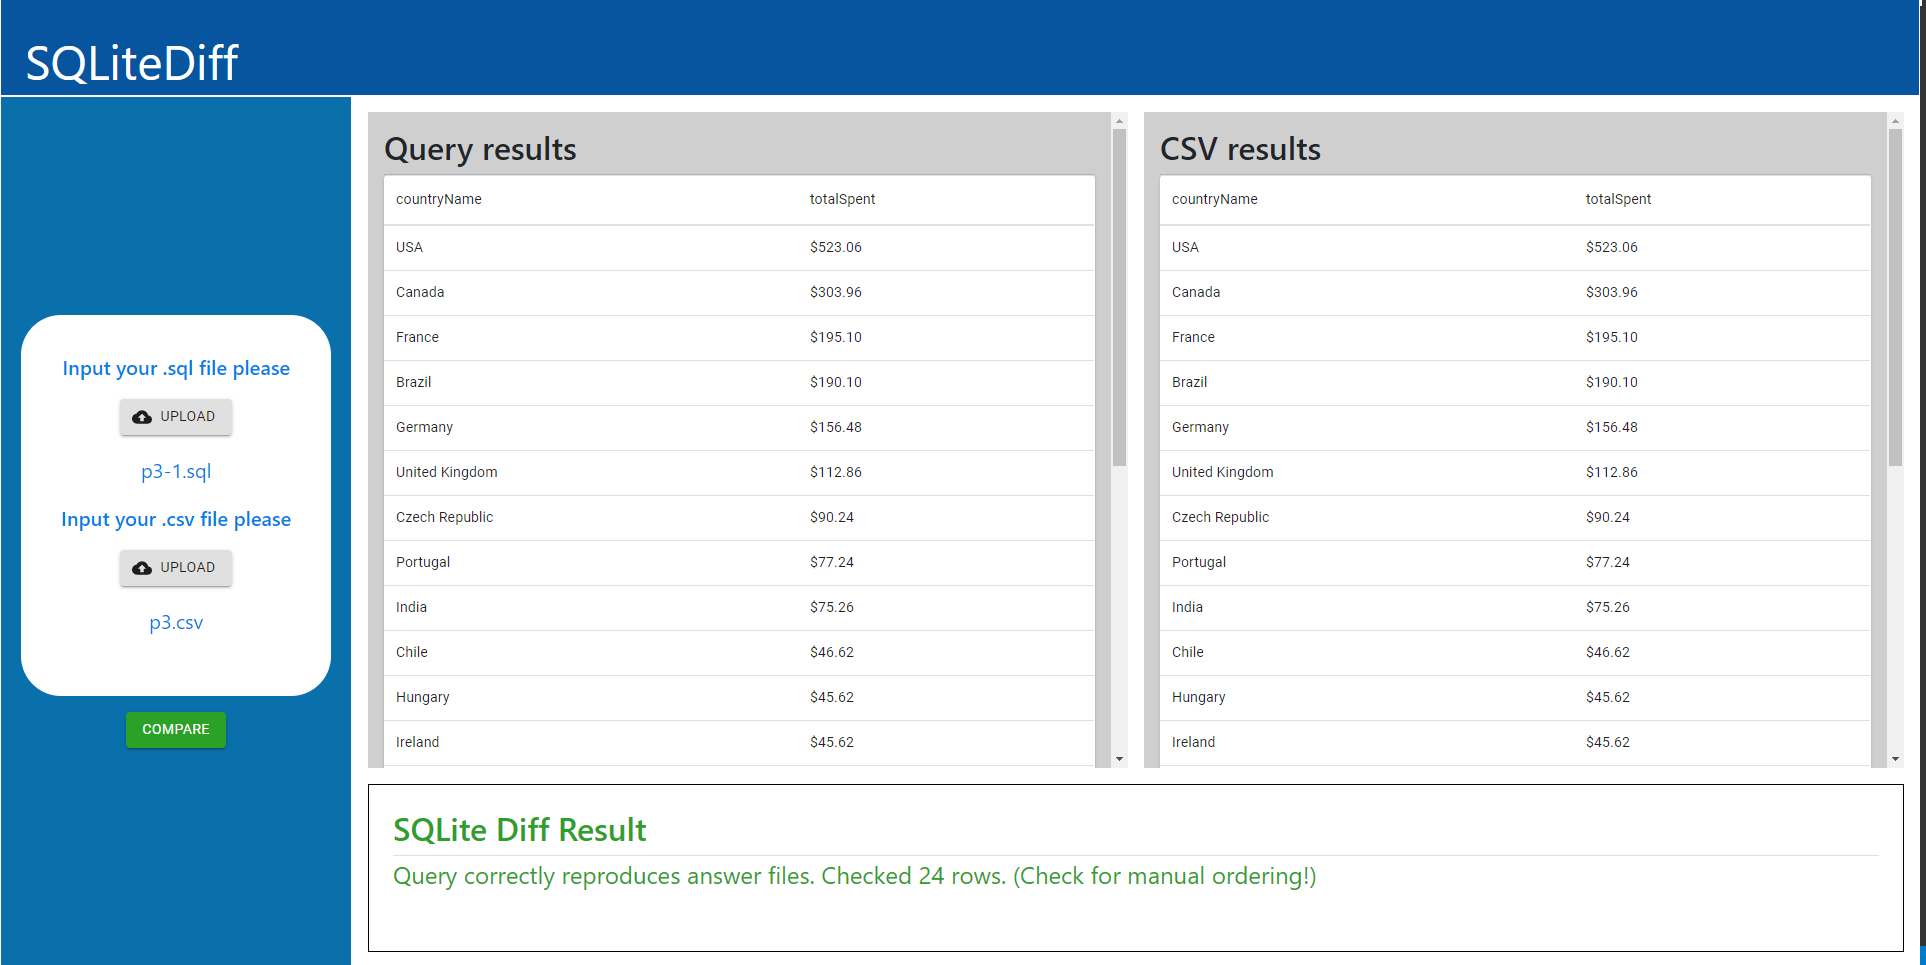 SQLiteDiff
Input your .sql file please
UPLOAD
p3-1.sql
Input your .csv file please
UPLOAD
p3.csv
COMPARE
Query results
countryName totalSpent
USA $523.06
Canada $303.96
France $195.10
Brazil $190.10
Germany $156.48
United Kingdom $112.86
Czech Republic $90.24
Portugal $77.24
India $75.26
Chile $46.62
Hungary $45.62
Ireland $45.62
CSV results
countryName totalSpent
USA $523.06
Canada $303.96
France $195.10
Brazil $190.10
Germany $156.48
United Kingdom $112.86
Czech Republic $90.24
Portugal $77.24
India $75.26
Chile $46.62
Hungary $45.62
Ireland $45.62
SQLite Diff Result
Query correctly reproduces answer files. Checked 24 rows. (Check for manual ordering!)